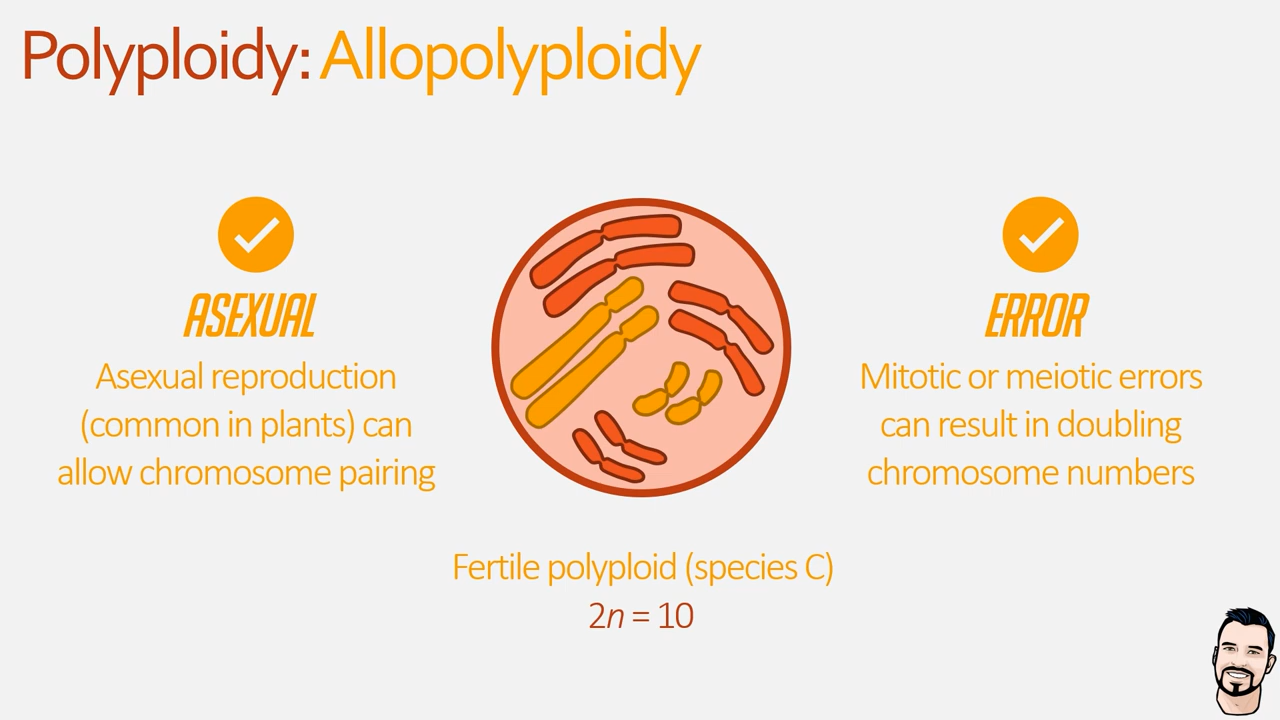 Polyploidy: Allopolyploidy
ASEXUAL
Asexual reproduction
(common in plants) can
allow chromosome pairing
ERROR
Mitotic or meiotic errors
can result in doubling
chromosome numbers
Fertile polyploid (species C)
2n = 10